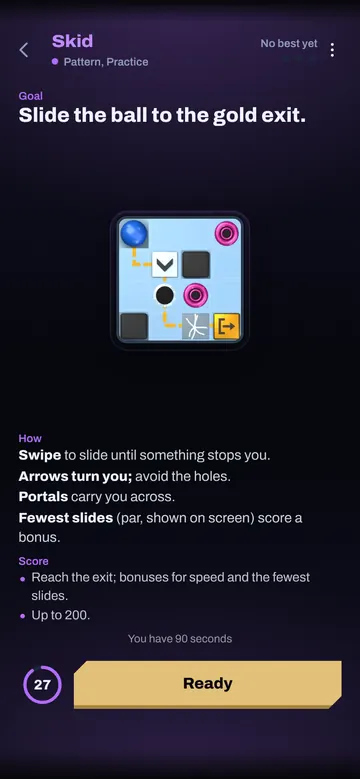 Skid
No best yet
Pattern, Practice
Goal
Slide the ball to the gold exit.
How
Swipe to slide until something stops you.
Arrows turn you; avoid the holes.
Portals carry you across.
Fewest slides (par, shown on screen) score a
bonus.
Score
Reach the exit; bonuses for speed and the fewest
slides.
Up to 200.
You have 90 seconds
27
Ready